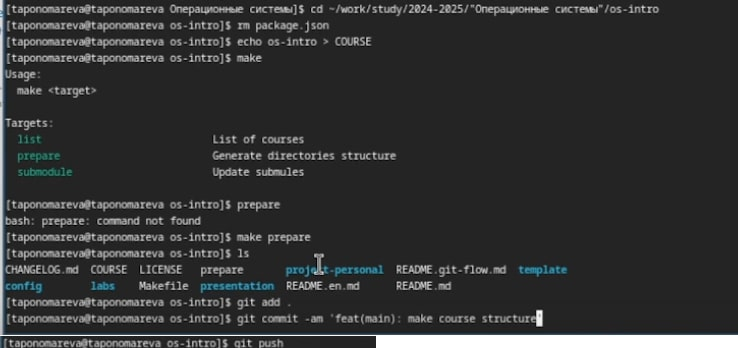 [taponomareva@taponomareva Операционные системы]$ cd ~/work/study/2024-2025/"Операционные системы"/os-intro
[taponomareva@taponomareva os-intro]$ rm package.json
[taponomareva@taponomareva os-intro]$ echo os-intro > COURSE
[taponomareva@taponomareva os-intro]$ make
Usage:
  make <target>

Targets:
  list                          List of courses
  prepare                       Generate directories structure
  submodule                     Update submules

[taponomareva@taponomareva os-intro]$ prepare
bash: prepare: command not found
[taponomareva@taponomareva os-intro]$ make prepare
[taponomareva@taponomareva os-intro]$ ls
CHANGELOG.md  COURSE  LICENSE   prepare       project-personal  README.git-flow.md  template
config        labs    Makefile  presentation  README.en.md      README.md
[taponomareva@taponomareva os-intro]$ git add .
[taponomareva@taponomareva os-intro]$ git commit -am 'feat(main): make course structure'
[taponomareva@taponomareva os-intro]$ git push